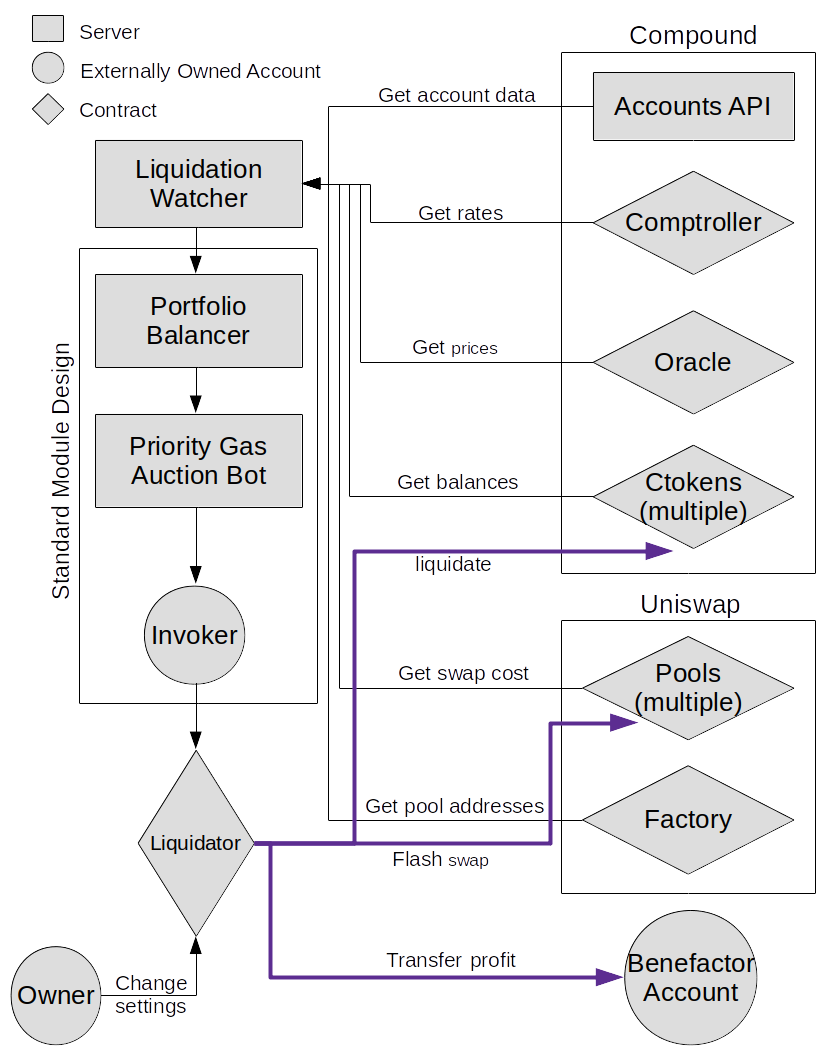 Server
Externally Owned Account
Contract
Compound
Get account data
Accounts API
Liquidation
Watcher
Get rates
Comptroller
Standard Module Design
Portfolio
Balancer
Get prices
Oracle
Priority Gas
Auction Bot
Get balances
Ctokens
(multiple)
liquidate
Invoker
Uniswap
Get swap cost
Pools
(multiple)
Get pool addresses
Factory
Liquidator
Flash swap
Transfer profit
Benefactor
Account
Owner
Change
settings